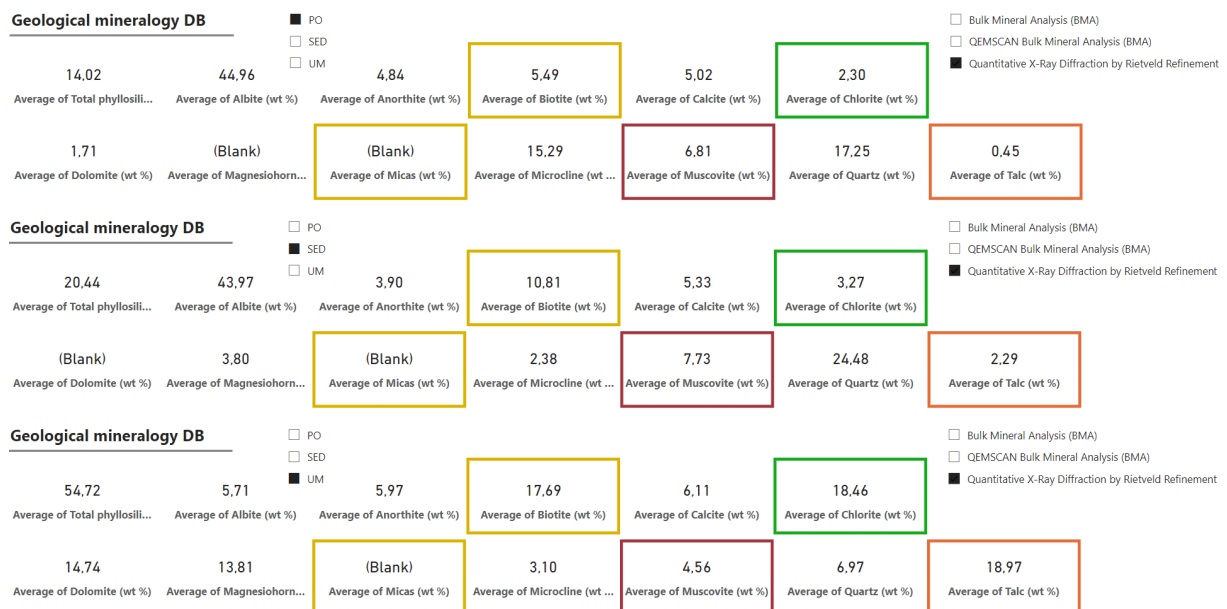 Geological mineralogy DB
PO
SED
UM
Bulk Mineral Analysis (BMA)
QEMSCAN Bulk Mineral Analysis (BMA)
Quantitative X-Ray Diffraction by Rietveld Refinement
14,02 44,96 4,84 5,49 5,02 2,30
Average of Total phyllosili... Average of Albite (wt %) Average of Anorthite (wt %) Average of Biotite (wt %) Average of Calcite (wt %) Average of Chlorite (wt %)
1,71 (Blank) (Blank) 15,29 6,81 17,25 0,45
Average of Dolomite (wt %) Average of Magnesiohorn... Average of Micas (wt %) Average of Microcline (wt ... Average of Muscovite (wt %) Average of Quartz (wt %) Average of Talc (wt %)
Geological mineralogy DB
PO
SED
UM
Bulk Mineral Analysis (BMA)
QEMSCAN Bulk Mineral Analysis (BMA)
Quantitative X-Ray Diffraction by Rietveld Refinement
20,44 43,97 3,90 10,81 5,33 3,27
Average of Total phyllosili... Average of Albite (wt %) Average of Anorthite (wt %) Average of Biotite (wt %) Average of Calcite (wt %) Average of Chlorite (wt %)
(Blank) 3,80 (Blank) 2,38 7,73 24,48 2,29
Average of Dolomite (wt %) Average of Magnesiohorn... Average of Micas (wt %) Average of Microcline (wt ... Average of Muscovite (wt %) Average of Quartz (wt %) Average of Talc (wt %)
Geological mineralogy DB
PO
SED
UM
Bulk Mineral Analysis (BMA)
QEMSCAN Bulk Mineral Analysis (BMA)
Quantitative X-Ray Diffraction by Rietveld Refinement
54,72 5,71 5,97 17,69 6,11 18,46
Average of Total phyllosili... Average of Albite (wt %) Average of Anorthite (wt %) Average of Biotite (wt %) Average of Calcite (wt %) Average of Chlorite (wt %)
14,74 13,81 (Blank) 3,10 4,56 6,97 18,97
Average of Dolomite (wt %) Average of Magnesiohorn... Average of Micas (wt %) Average of Microcline (wt ... Average of Muscovite (wt %) Average of Quartz (wt %) Average of Talc (wt %)